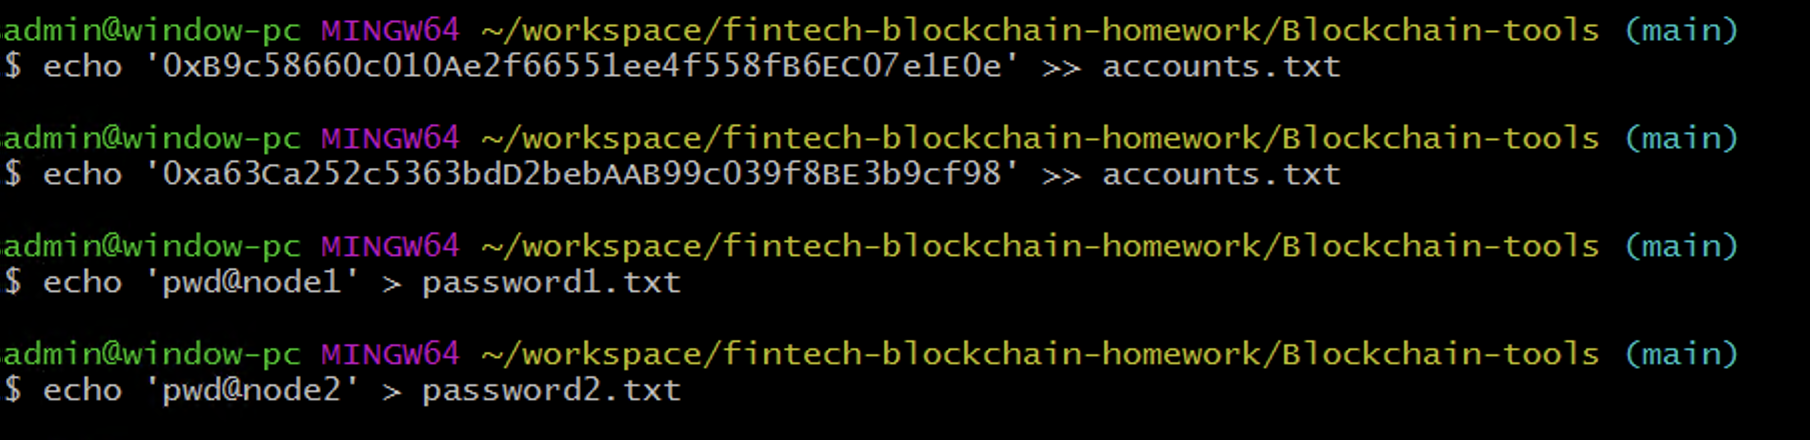 admin@window-pc MINGW64 ~/workspace/fintech-blockchain-homework/Blockchain-tools (main)
$ echo '0xB9c58660c010Ae2f66551ee4f558fB6EC07e1E0e' >> accounts.txt
admin@window-pc MINGW64 ~/workspace/fintech-blockchain-homework/Blockchain-tools (main)
$ echo '0xa63Ca252c5363bdD2bebAAB99c039f8BE3b9cf98' >> accounts.txt
admin@window-pc MINGW64 ~/workspace/fintech-blockchain-homework/Blockchain-tools (main)
$ echo 'pwd@node1' > password1.txt
admin@window-pc MINGW64 ~/workspace/fintech-blockchain-homework/Blockchain-tools (main)
$ echo 'pwd@node2' > password2.txt